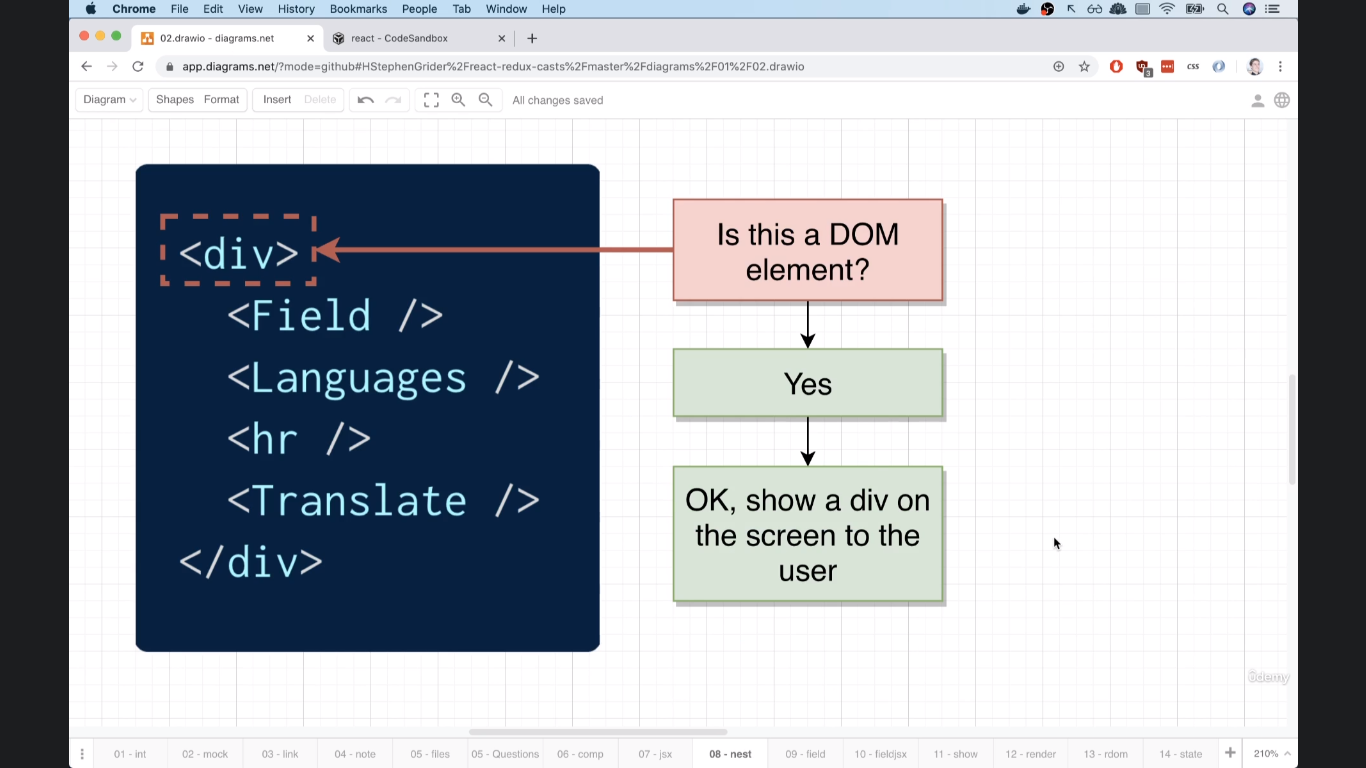 Chrome File Edit View History Bookmarks People Tab Window Help
02.drawio - diagrams.net
react - CodeSandbox
app.diagrams.net/?mode=github#HStephenGrider%2Freact-redux-casts%2Fmaster%2Fdiagrams%2F01%2F02.drawio
css
3
Diagram Shapes Format Insert Delete All changes saved
<div>
<Field />
<Languages />
<hr />
<Translate />
</div>
Is this a DOM
element?
Yes
OK, show a div on
the screen to the
user
ûdemy
01 - int 02 - mock 03 - link 04 - note 05 - files 05 - Questions 06 - comp 07 - jsx 08 - nest 09 - field 10 - fieldjsx 11 - show 12 - render 13 - rdom 14 - state 210%